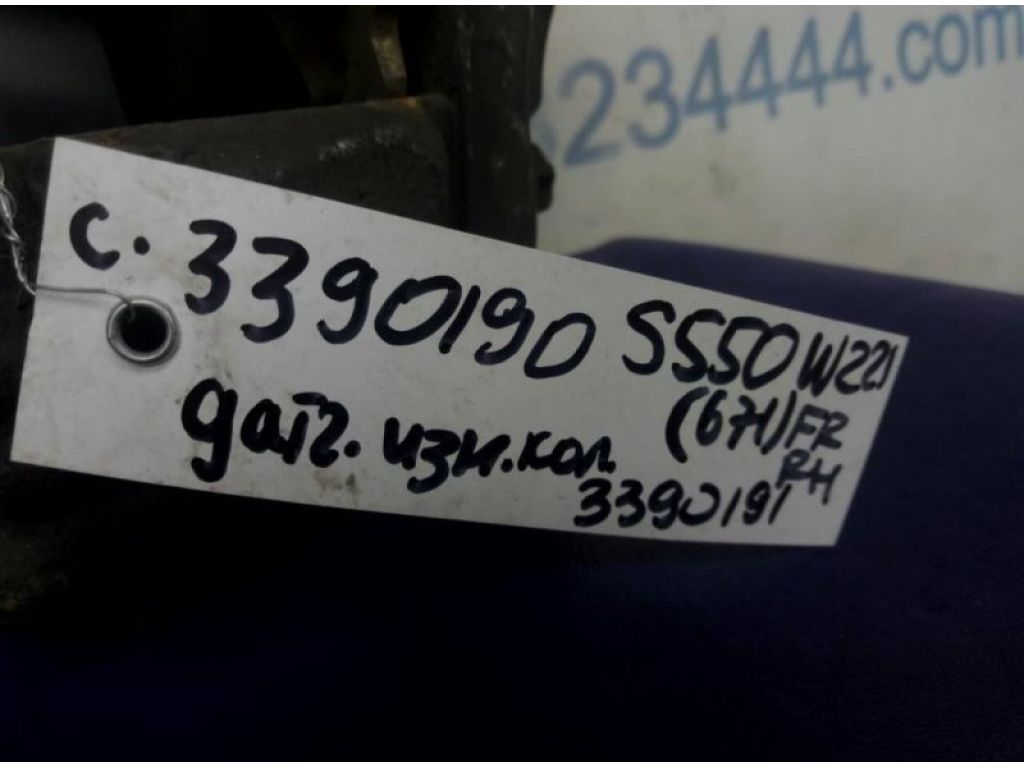 234444.com
с. 3390190 S550 W221
датч. изн. кол. (671) FR
RH
3390191